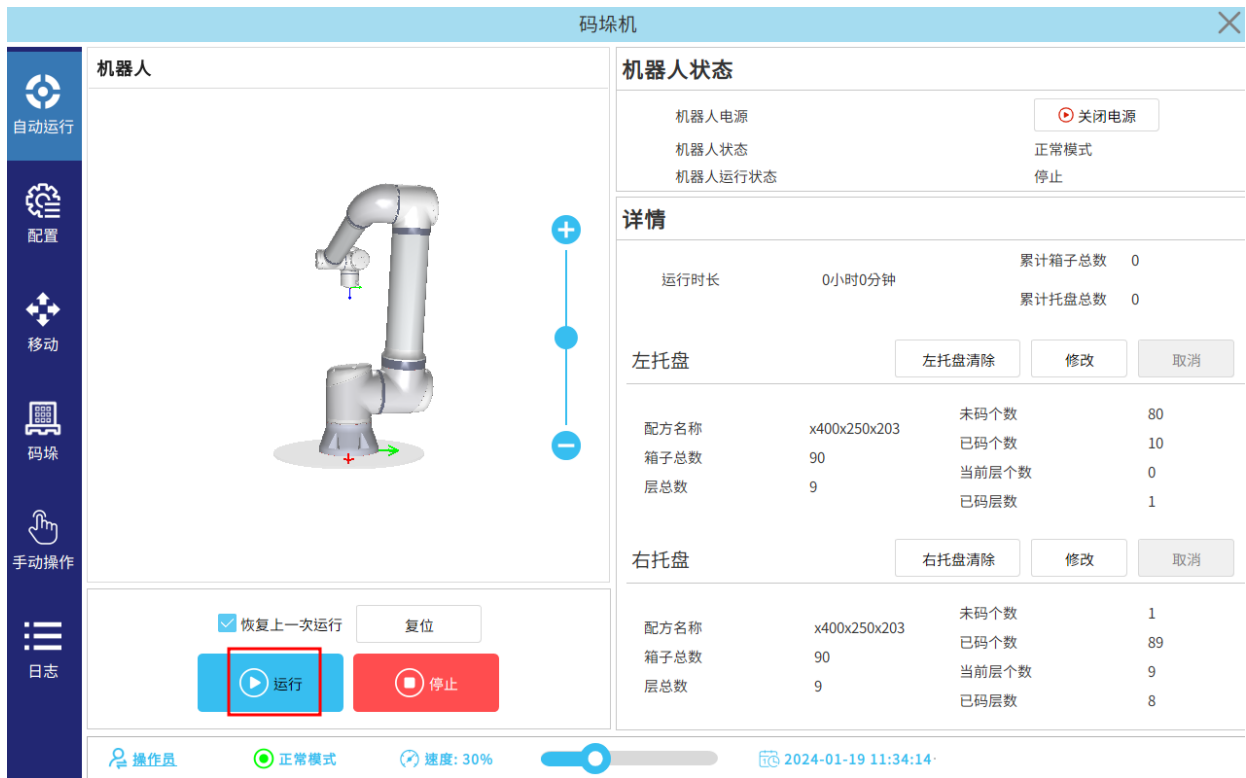 码垛机
自动运行
配置
移动
码垛
手动操作
日志
机器人
恢复上一次运行
复位
运行
停止
机器人状态
机器人电源
关闭电源
机器人状态
正常模式
机器人运行状态
停止
详情
运行时长
0小时0分钟
累计箱子总数 0
累计托盘总数 0
左托盘
左托盘清除
修改
取消
配方名称 x400x250x203
箱子总数 90
层总数 9
未码个数 80
已码个数 10
当前层个数 0
已码层数 1
右托盘
右托盘清除
修改
取消
配方名称 x400x250x203
箱子总数 90
层总数 9
未码个数 1
已码个数 89
当前层个数 9
已码层数 8
操作员
正常模式
速度: 30%
2024-01-19 11:34:14